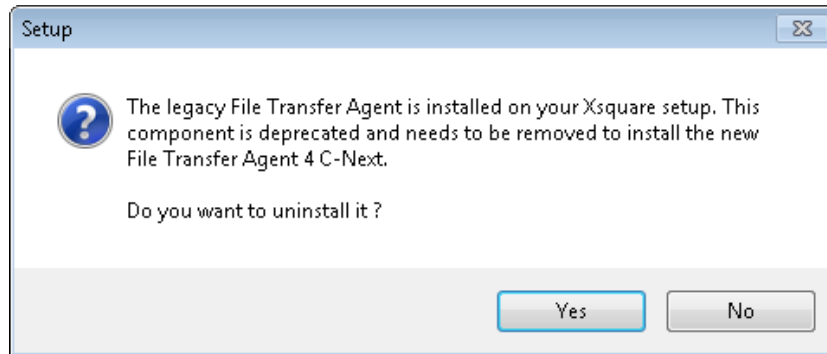 Setup
The legacy File Transfer Agent is installed on your Xsquare setup. This
component is deprecated and needs to be removed to install the new
File Transfer Agent 4 C-Next.
Do you want to uninstall it ?
Yes
No